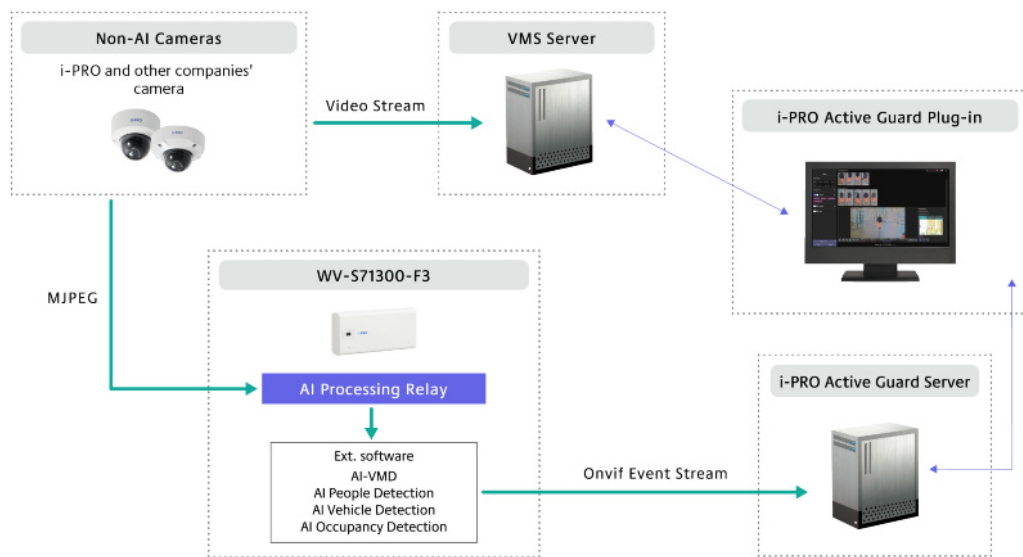 Non-AI Cameras
i-PRO and other companies'
camera
Video Stream
VMS Server
i-PRO Active Guard Plug-in
MJPEG
WV-S71300-F3
AI Processing Relay
Ext. software
AI-VMD
AI People Detection
AI Vehicle Detection
AI Occupancy Detection
Onvif Event Stream
i-PRO Active Guard Server